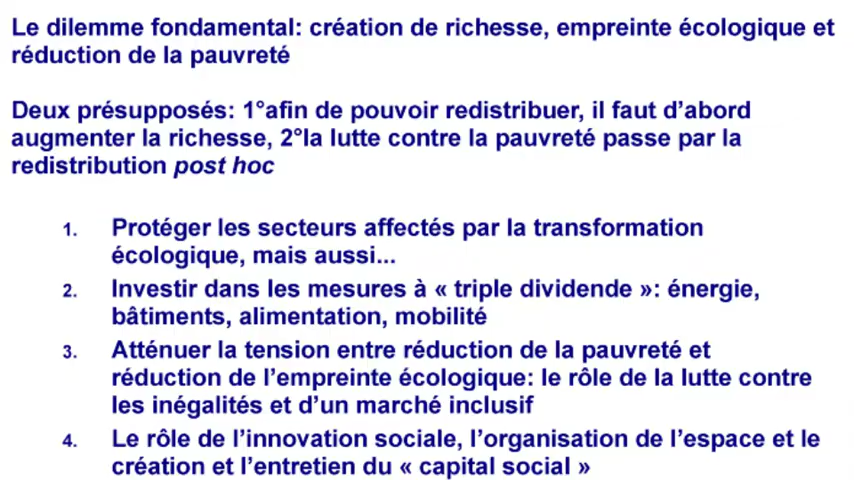 Le dilemme fondamental: création de richesse, empreinte écologique et
réduction de la pauvreté
Deux présupposés: 1°afin de pouvoir redistribuer, il faut d’abord
augmenter la richesse, 2°la lutte contre la pauvreté passe par la
redistribution post hoc
1. Protéger les secteurs affectés par la transformation
écologique, mais aussi...
2. Investir dans les mesures à « triple dividende »: énergie,
bâtiments, alimentation, mobilité
3. Atténuer la tension entre réduction de la pauvreté et
réduction de l’empreinte écologique: le rôle de la lutte contre
les inégalités et d’un marché inclusif
4. Le rôle de l’innovation sociale, l’organisation de l’espace et le
création et l’entretien du « capital social »